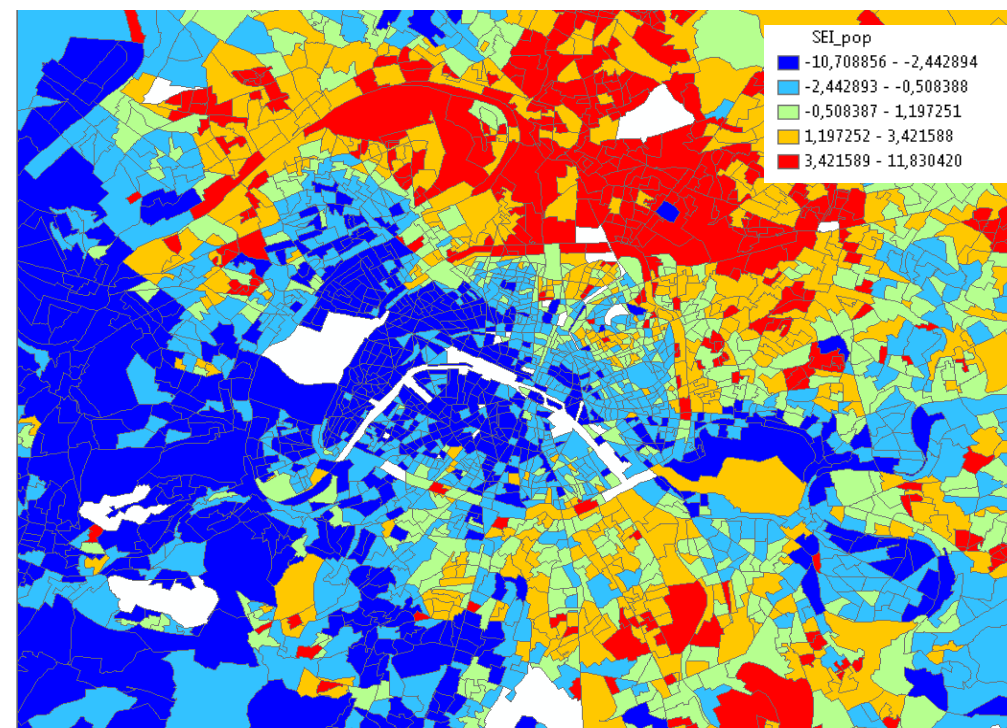 SEI_pop
-10,708856 - -2,442894
-2,442893 - -0,508388
-0,508387 - 1,197251
1,197252 - 3,421588
3,421589 - 11,830420